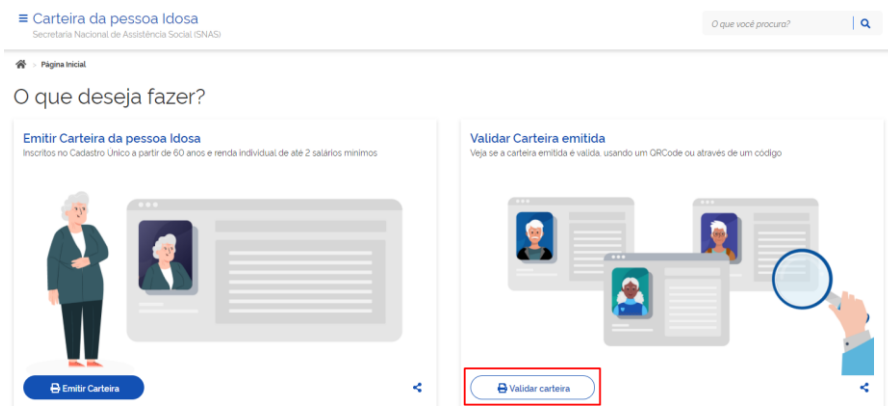 Carteira da pessoa Idosa
Secretaria Nacional de Assistência Social (SNAS)
O que você procura?
Página Inicial
O que deseja fazer?
Emitir Carteira da pessoa Idosa
Inscritos no Cadastro Único a partir de 60 anos e renda individual de até 2 salários mínimos
Validar Carteira emitida
Veja se a carteira emitida é valida, usando um QRCode ou através de um código
Emitir Carteira
Validar carteira